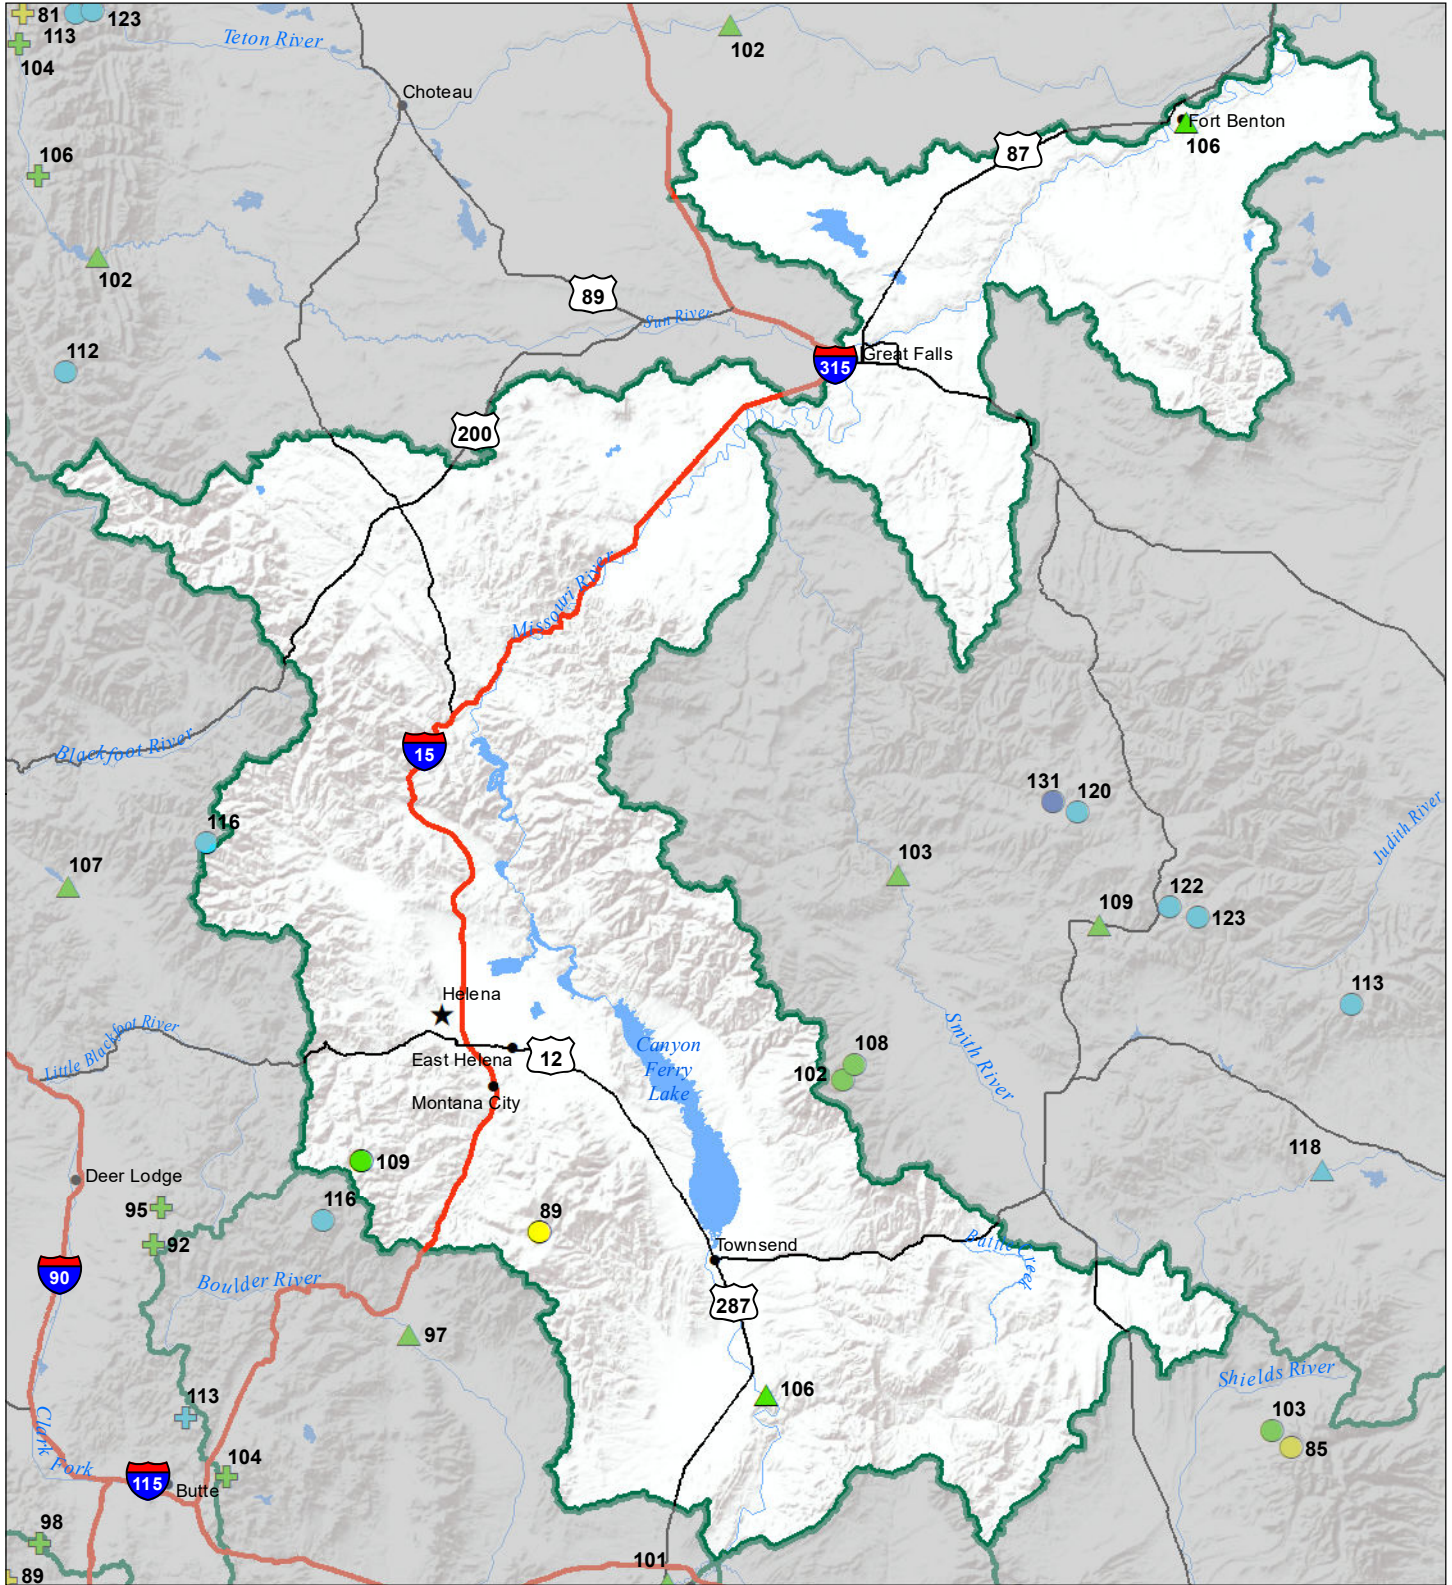 81
123
113
104
Teton River
102
Choteau
Fort Benton
106
87
106
102
89
Sun River
112
Great Falls
315
200
Missouri River
Blackfoot River
15
131
120
116
107
103
Judith River
122
109
123
113
Helena
Little Blackfoot River
East Helena
12
Canyon
Ferry
Lake
Smith River
108
102
Montana City
109
118
Deer Lodge
95
116
89
92
Townsend
Battle Creek
90
Boulder River
287
97
Shields River
106
113
103
85
Clark Fork
104
115
Butte
98
101
89